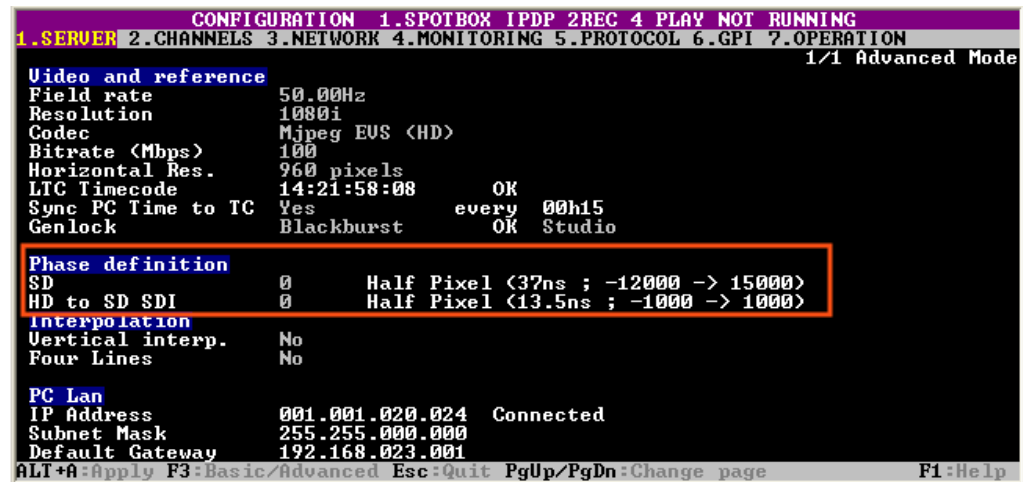 CONFIGURATION 1.SPOTBOX IPDP 2REC 4 PLAY NOT RUNNING
1.SERVER 2.CHANNELS 3.NETWORK 4.MONITORING 5.PROTOCOL 6.GPI 7.OPERATION
1/1 Advanced Mode
Video and reference
Field rate 50.00Hz
Resolution 1080i
Codec Mjpeg EVS (HD)
Bitrate (Mbps) 100
Horizontal Res. 960 pixels
LTC Timecode 14:21:58:08 OK
Sync PC Time to TC Yes every 00h15
Genlock Blackburst OK Studio
Phase definition
SD 0 Half Pixel (37ns ; -12000 -> 15000)
HD to SD SDI 0 Half Pixel (13.5ns ; -1000 -> 1000)
Interpolation
Vertical interp. No
Four Lines No
PC Lan
IP Address 001.001.020.024 Connected
Subnet Mask 255.255.000.000
Default Gateway 192.168.023.001
ALT+A:Apply F3:Basic/Advanced Esc:Quit PgUp/PgDn:Change page F1:Help